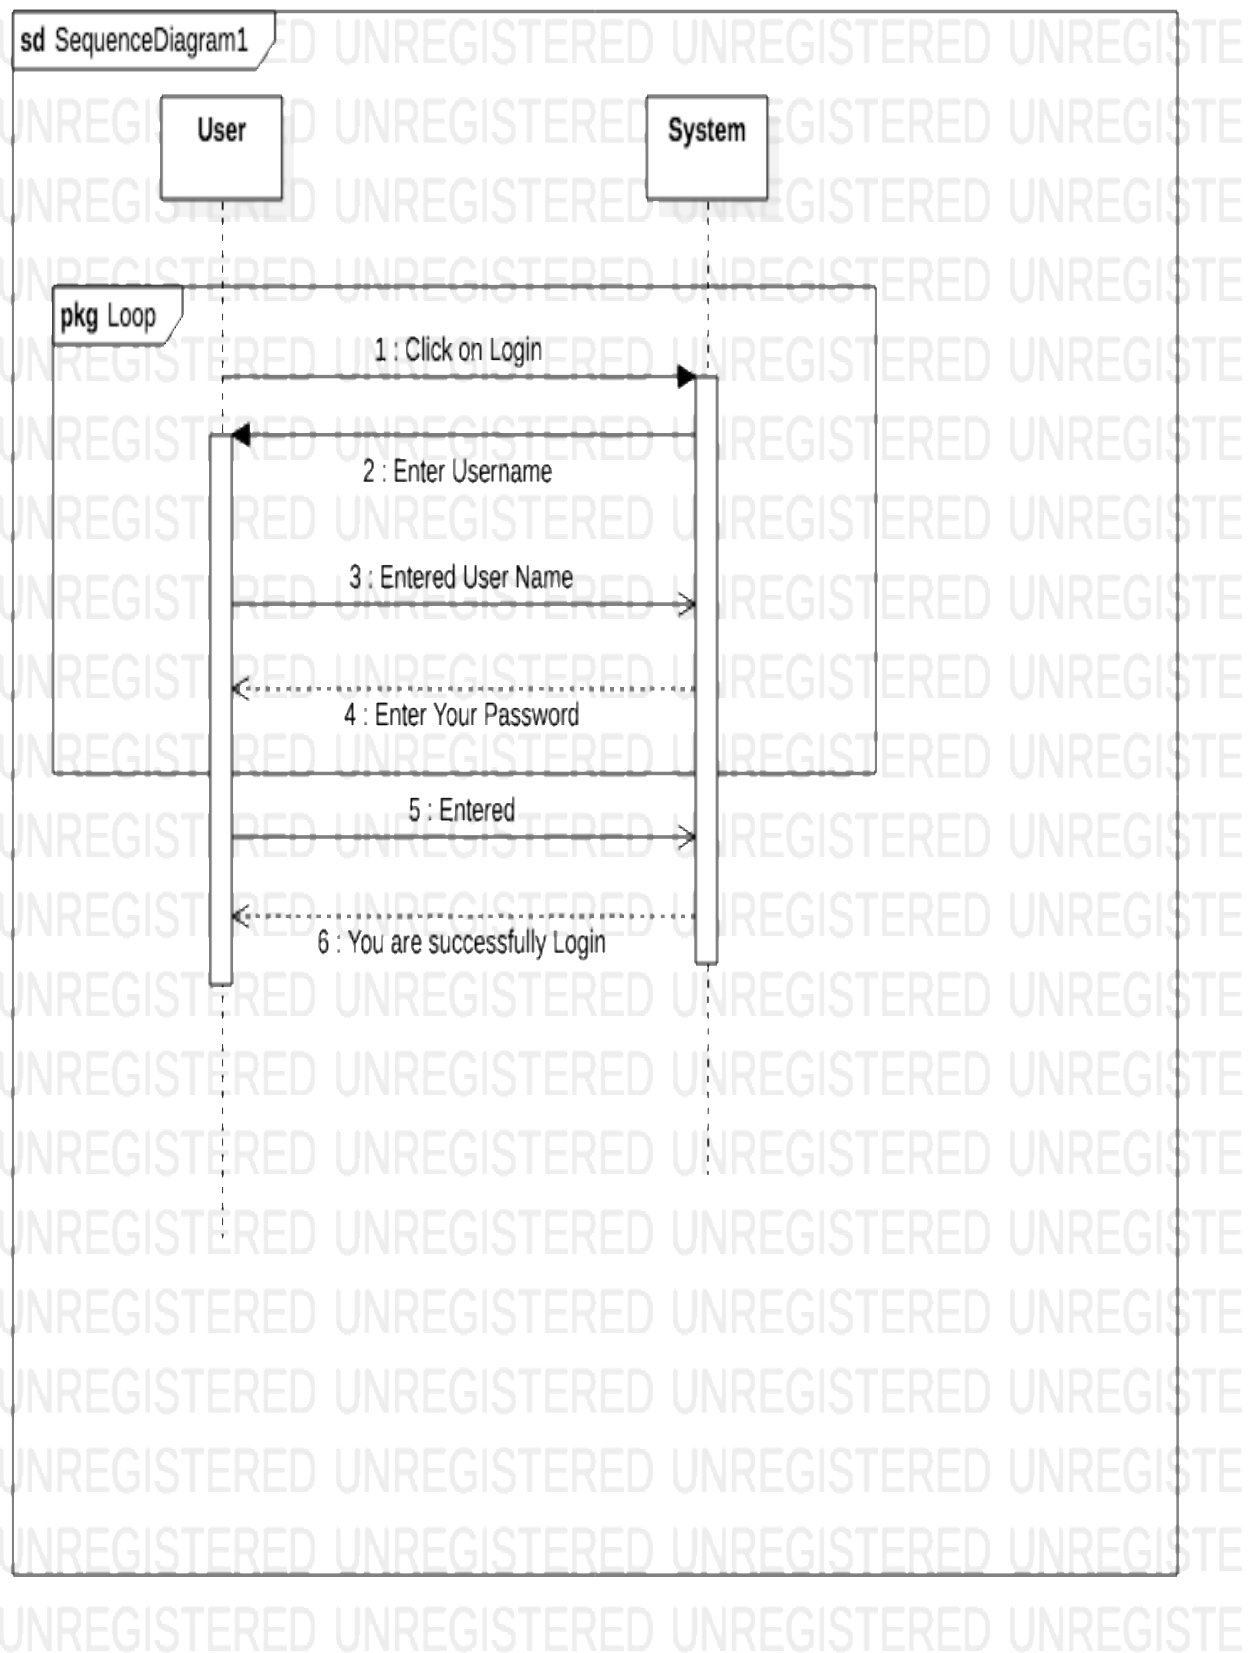 sd SequenceDiagram1
User
System
pkg Loop
1 : Click on Login
2 : Enter Username
3 : Entered User Name
4 : Enter Your Password
5 : Entered
6 : You are successfully Login
UNREGISTERED UNREGISTERED UNREGISTERED